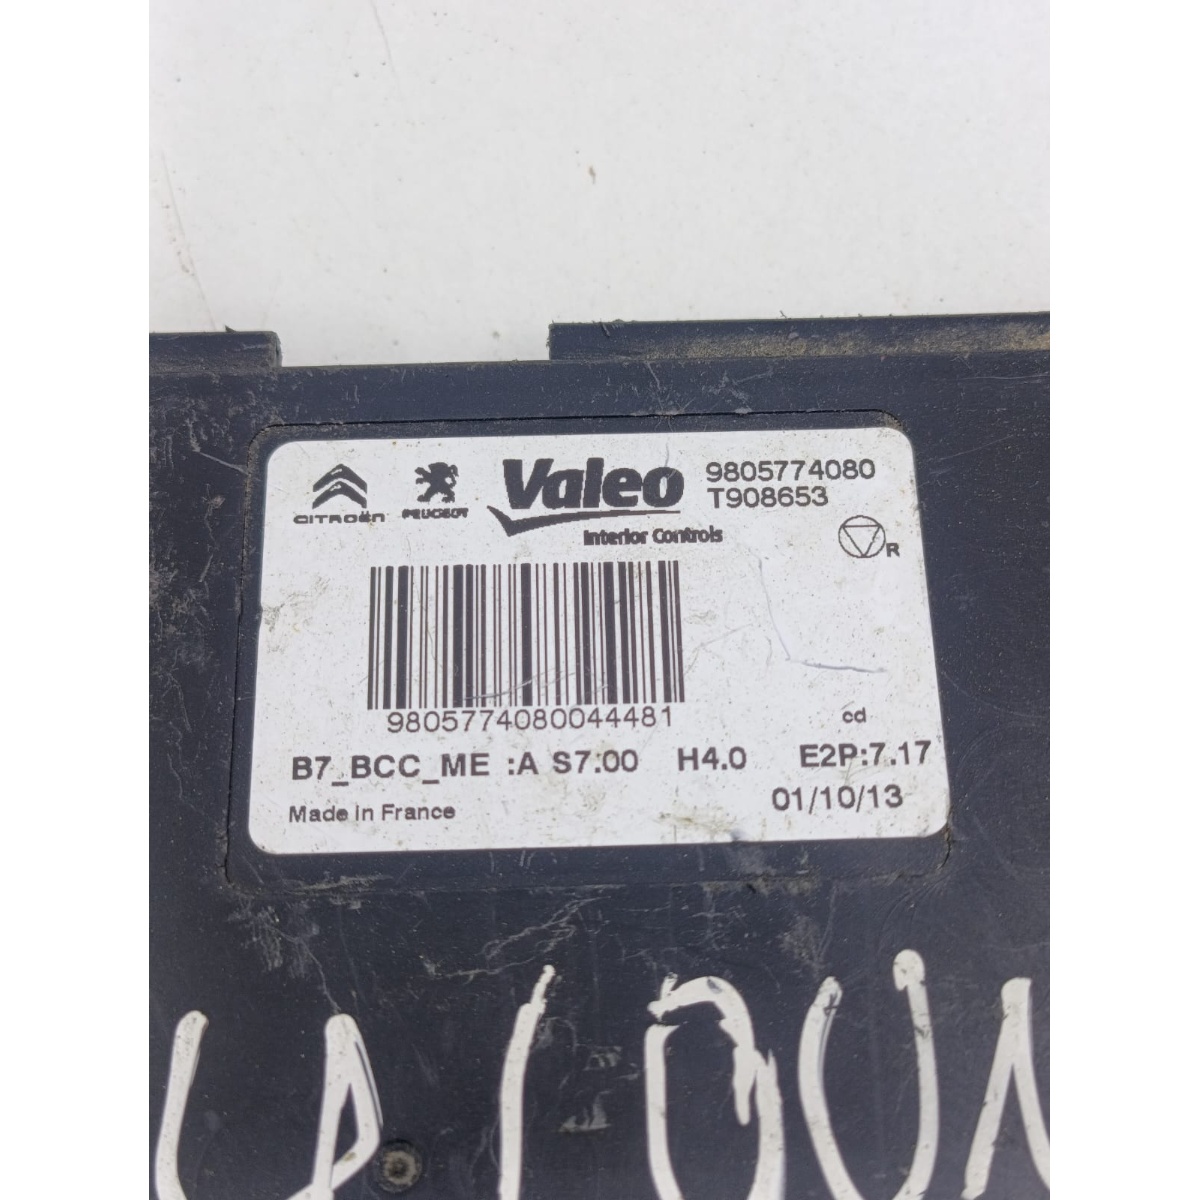 CITROËN PEUGEOT Valeo 9805774080
T908653
Interior Controls
R
9805774080044481
cd
B7_BCC_ME :A S7:00 H4.0 E2P:7.17
Made in France 01/10/13